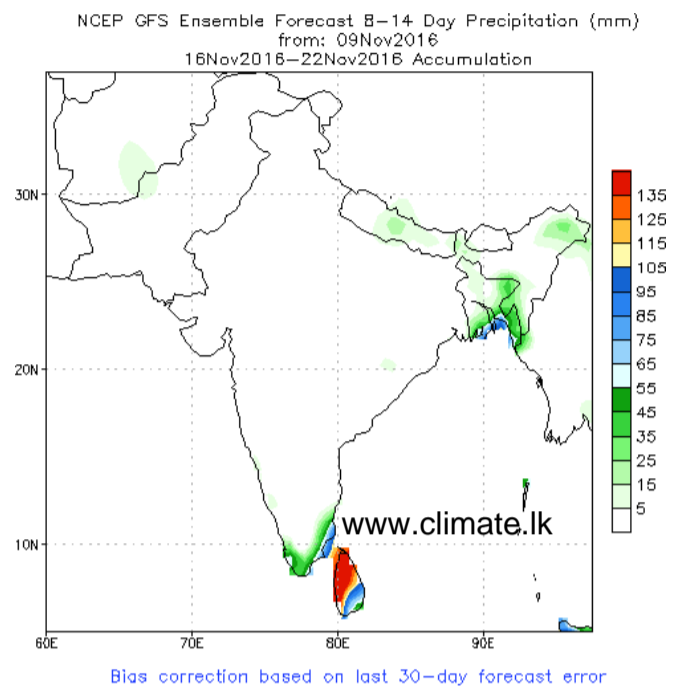 NCEP GFS Ensemble Forecast 8–14 Day Precipitation (mm)
from: 09Nov2016
16Nov2016–22Nov2016 Accumulation
30N
20N
10N
60E
70E
80E
90E
135
125
115
105
95
85
75
65
55
45
35
25
15
5
www.climate.lk
Bias correction based on last 30–day forecast error